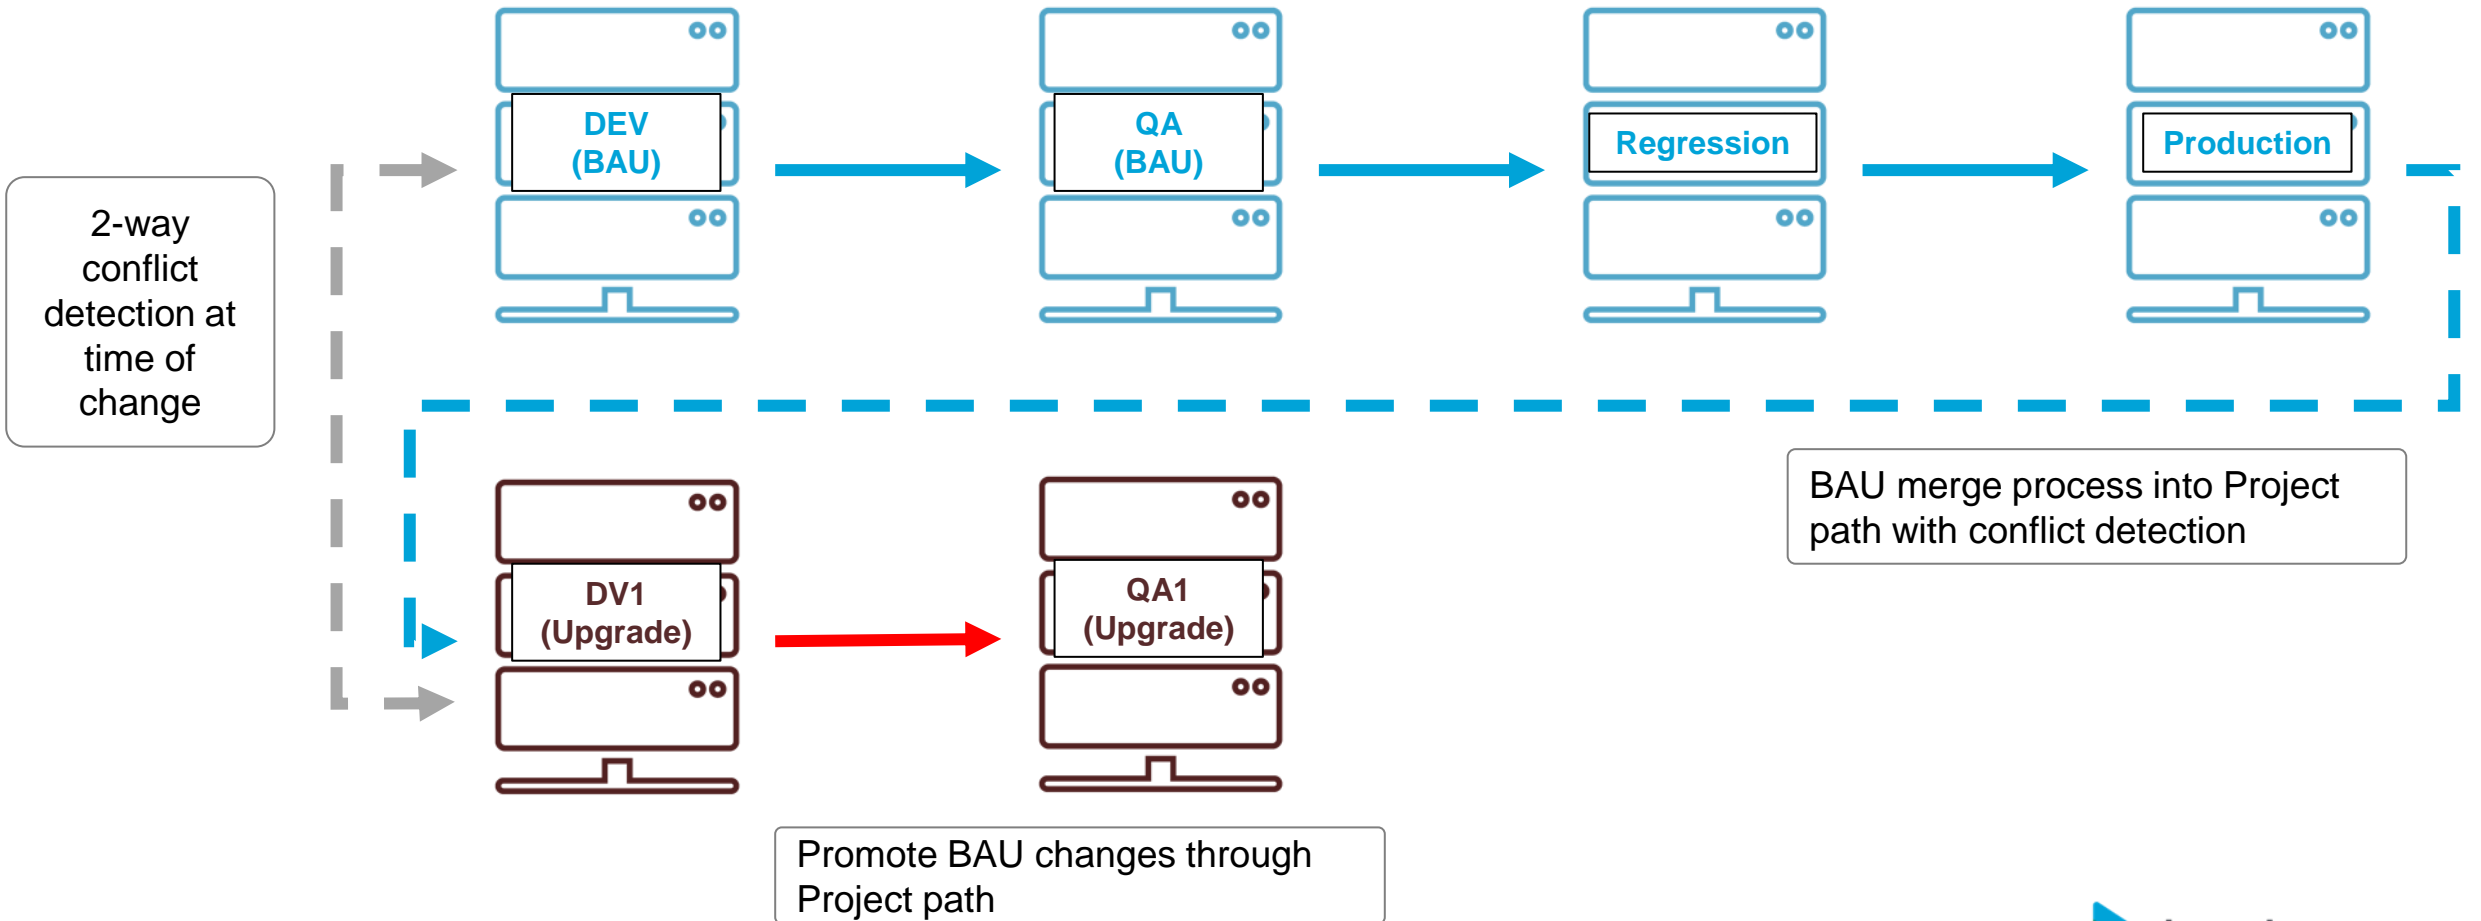 DEV
(BAU)
QA
(BAU)
Regression
Production
2-way
conflict
detection at
time of
change
BAU merge process into Project
path with conflict detection
DV1
(Upgrade)
QA1
(Upgrade)
Promote BAU changes through
Project path